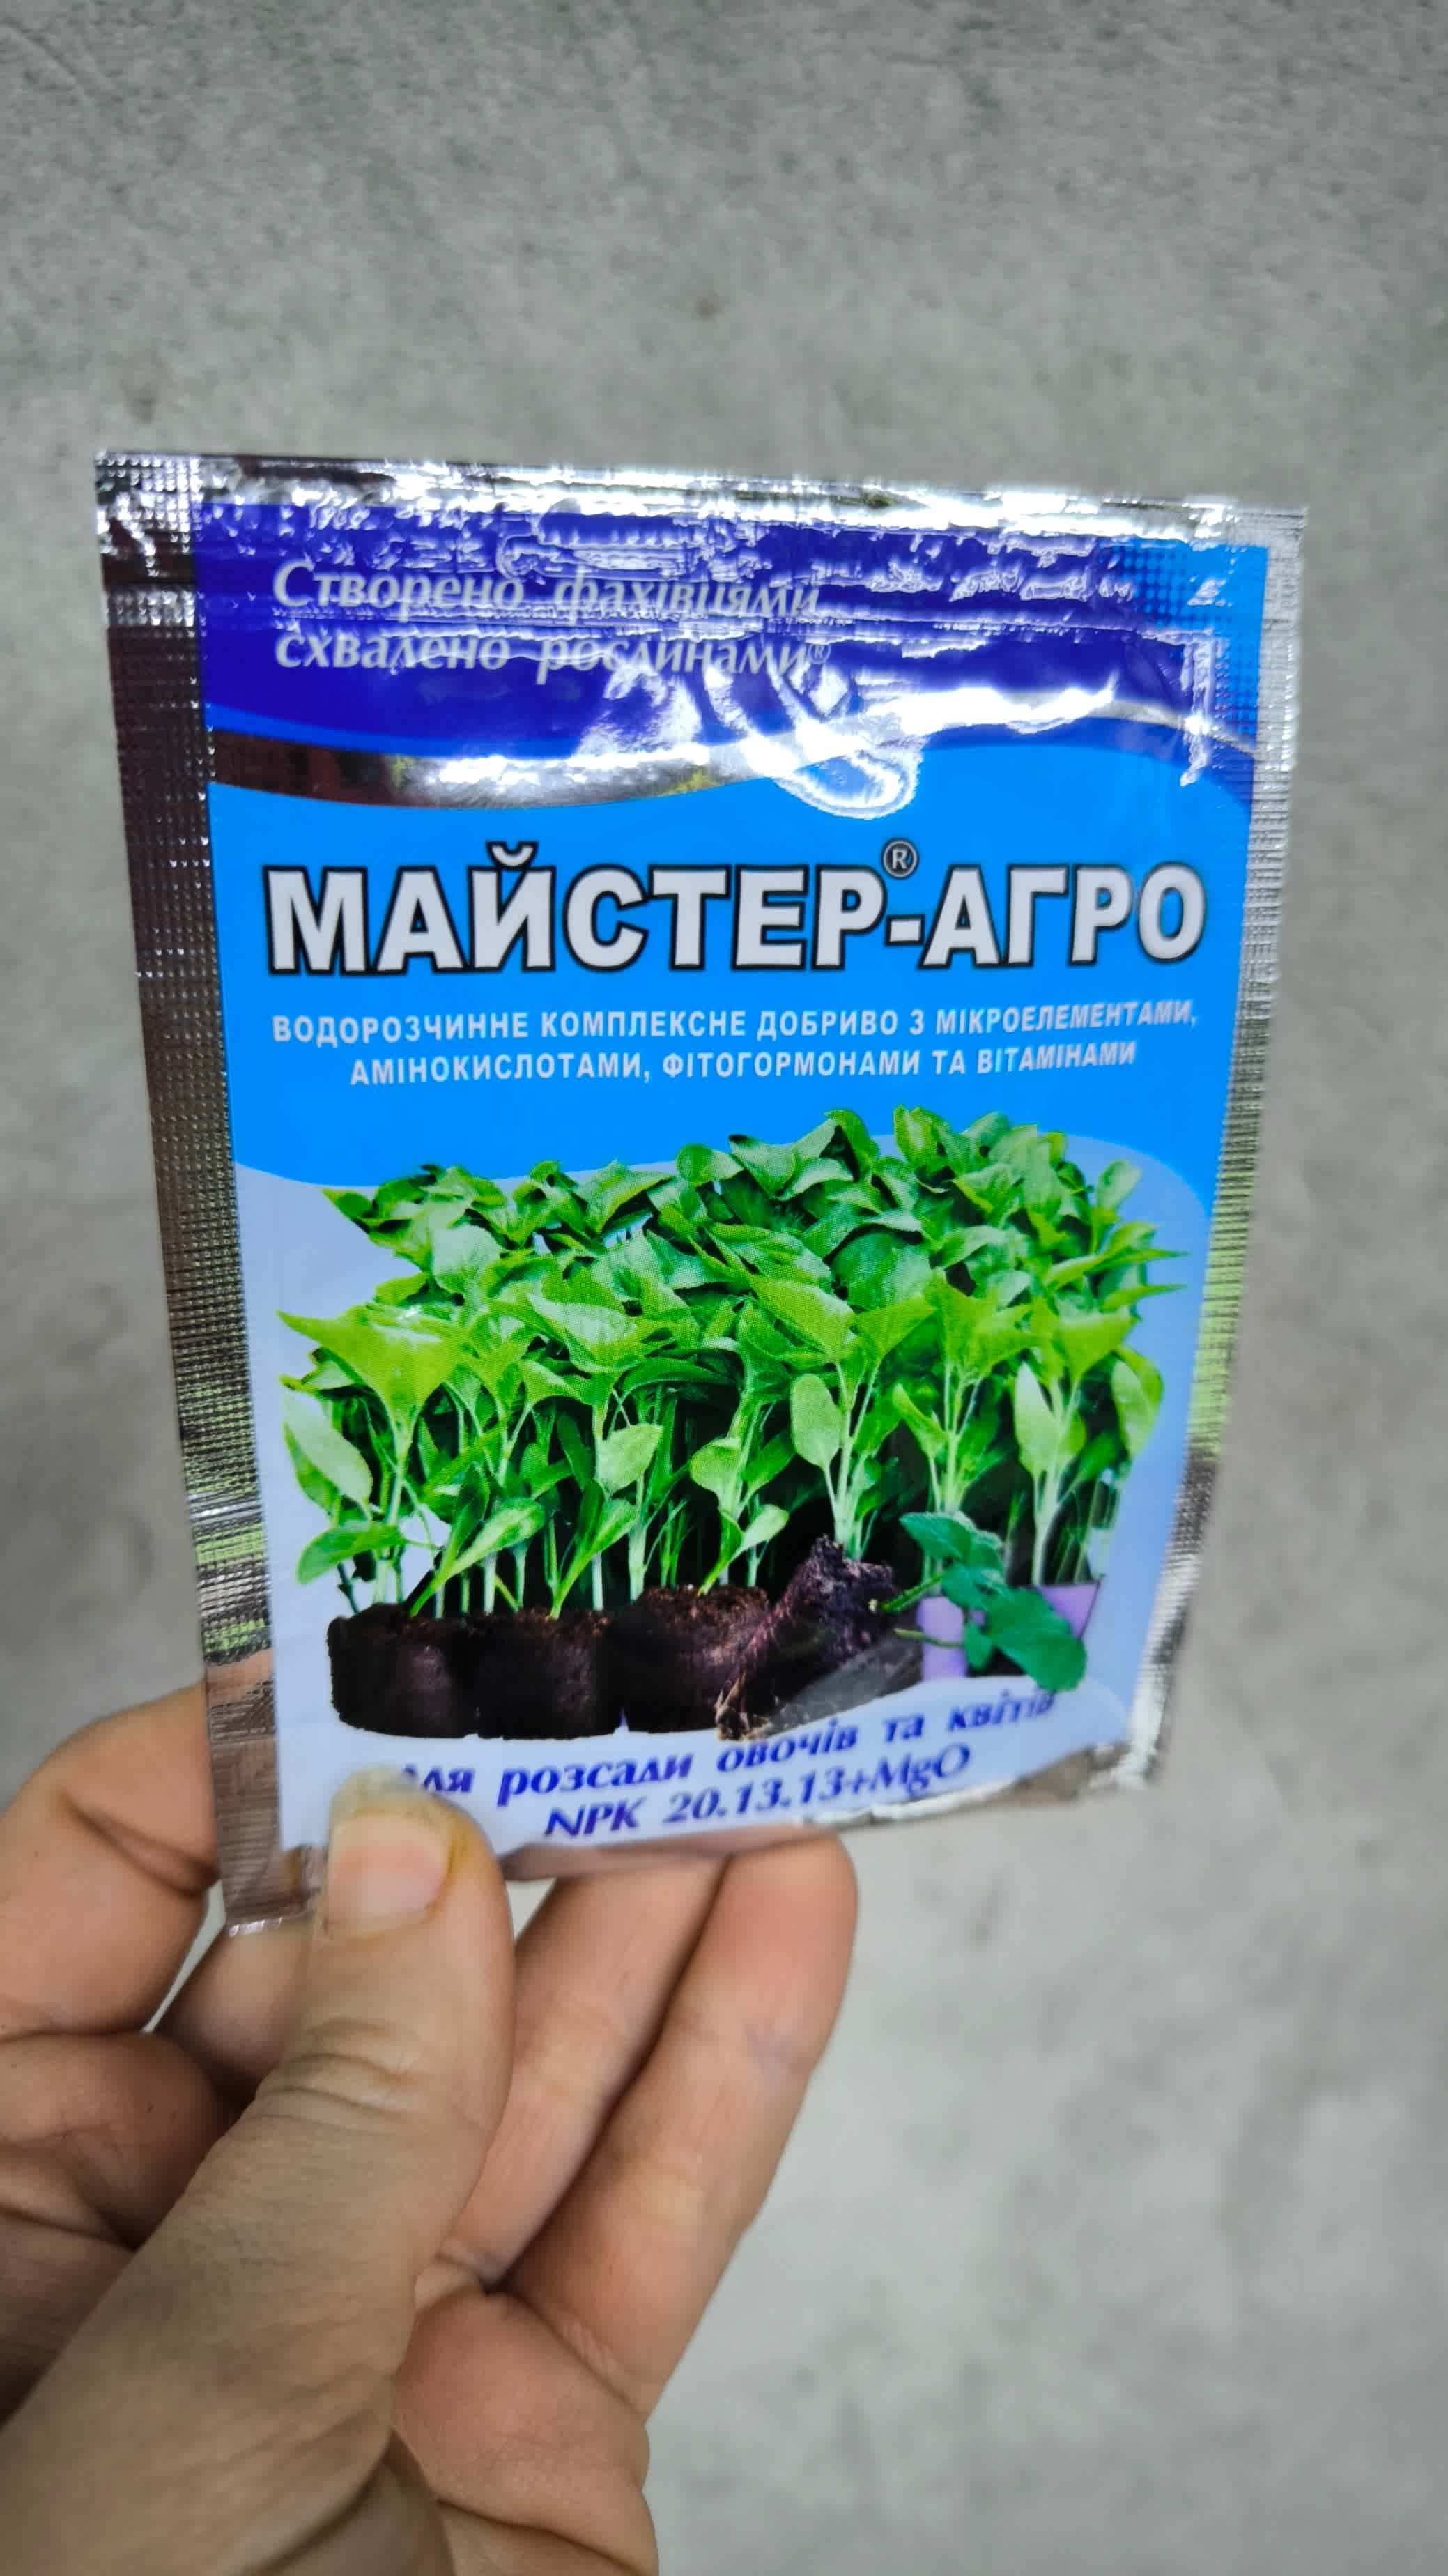 Створено фахівцями
схвалено рослинами®
МАЙСТЕР®-АГРО
ВОДОРОЗЧИННЕ КОМПЛЕКСНЕ ДОБРИВО З МІКРОЕЛЕМЕНТАМИ,
АМІНОКИСЛОТАМИ, ФІТОГОРМОНАМИ ТА ВІТАМІНАМИ
для розсади овочів та квітів
NPK 20.13.13+MgO